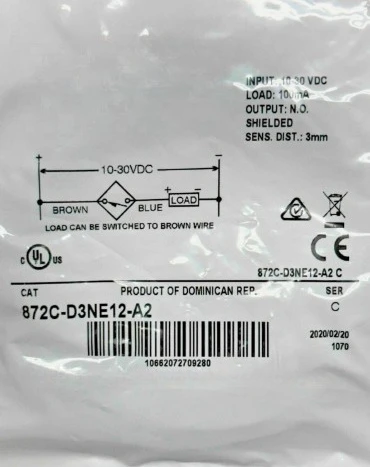 INPUT: 10-30 VDC
LOAD: 100mA
OUTPUT: N.O.
SHIELDED
SENS. DIST.: 3mm
+ −
10-30VDC
+ −
BROWN BLUE LOAD
LOAD CAN BE SWITCHED TO BROWN WIRE
C UL US
CE
872C-D3NE12-A2 C
CAT PRODUCT OF DOMINICAN REP. SER
872C-D3NE12-A2 C
2020/02/20
1070
10662072709280